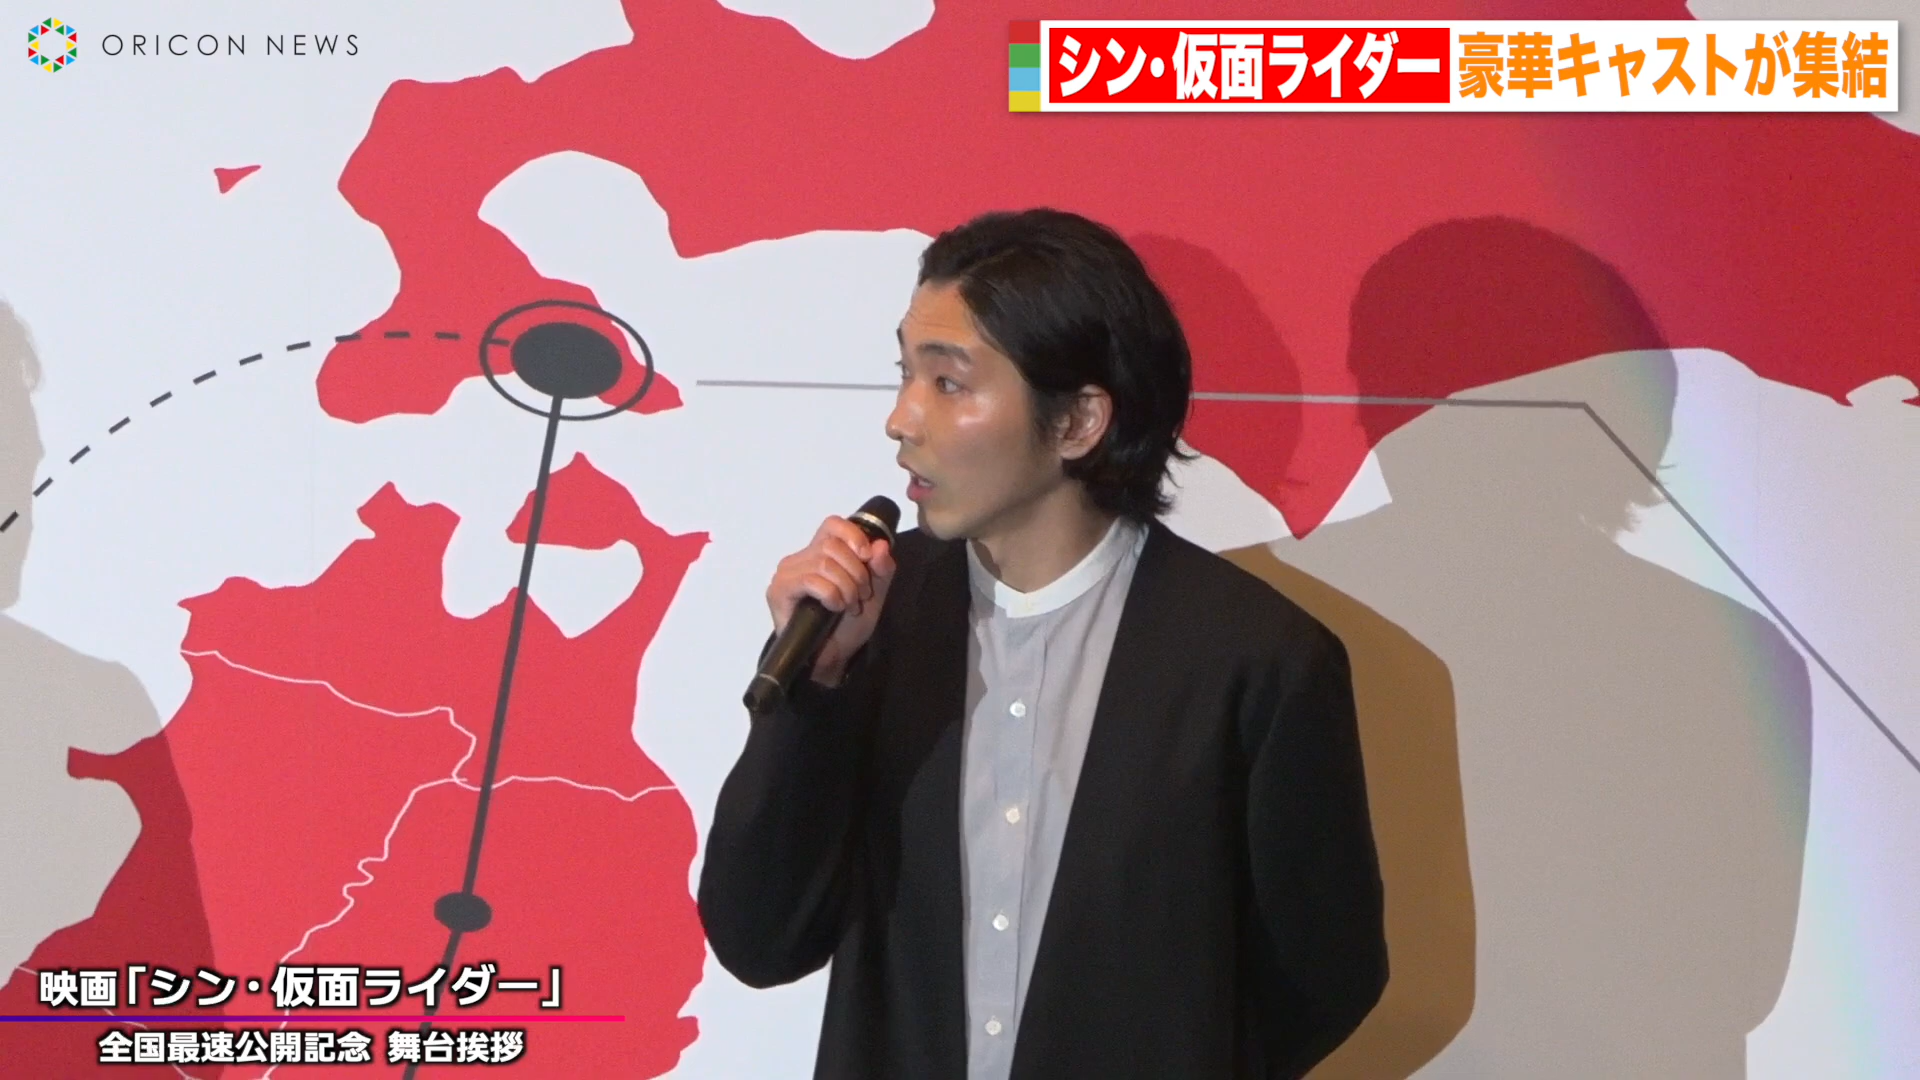 ORICON NEWS
シン・仮面ライダー 豪華キャストが集結
映画「シン・仮面ライダー」
全国最速公開記念 舞台挨拶